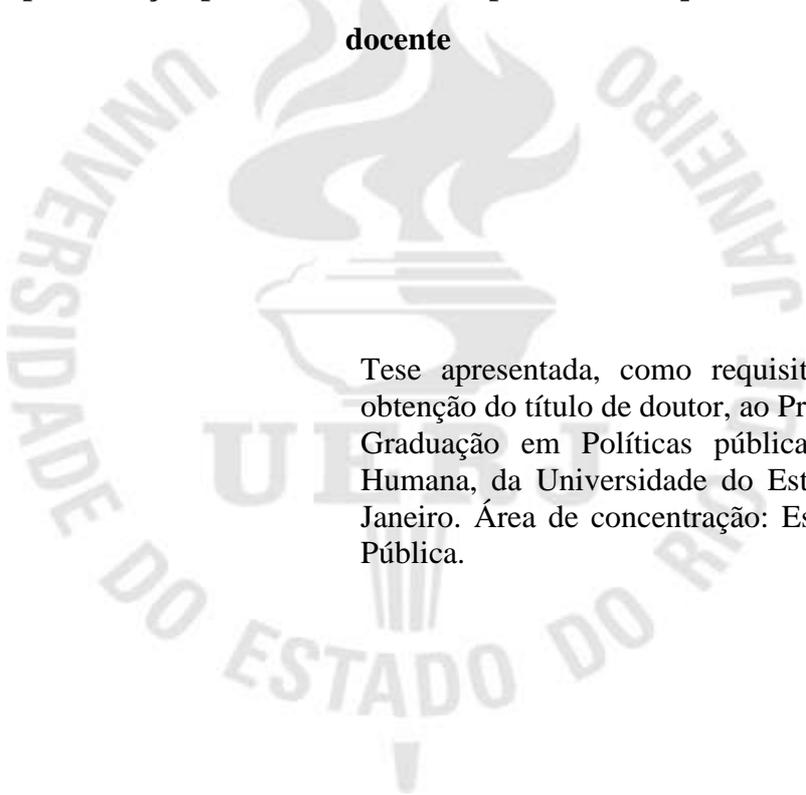 docente
UNIVERSIDADE DO ESTADO DO RIO DE JANEIRO
UERJ
Tese apresentada, como requisit
obtenção do título de doutor, ao Pr
Graduação em Políticas pública
Humana, da Universidade do Est
Janeiro. Área de concentração: Es
Pública.